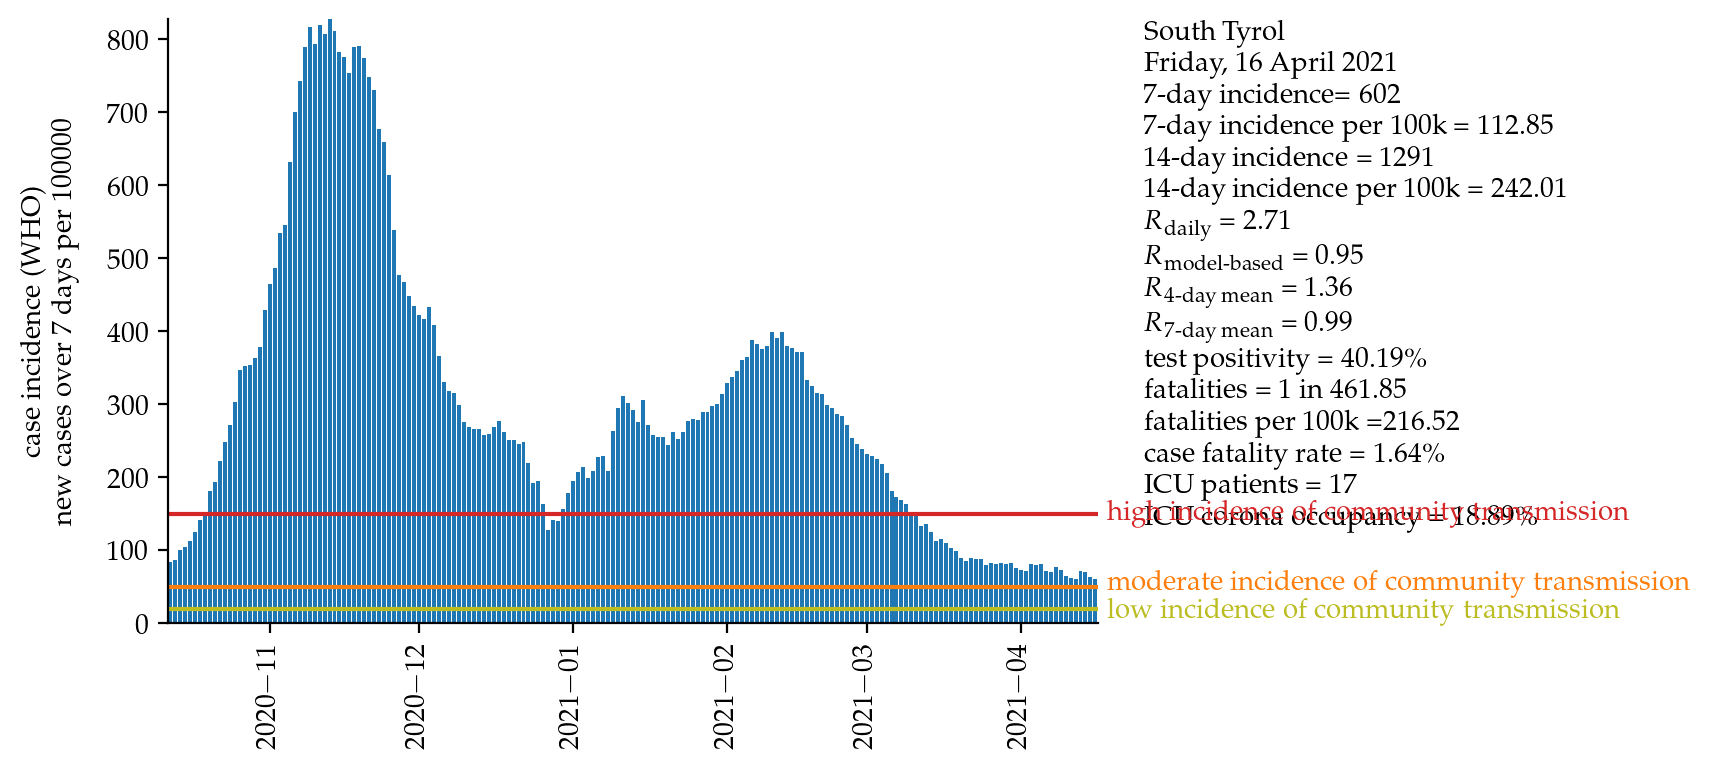 case incidence (WHO)
new cases over 7 days per 100000
800
700
600
500
400
300
200
100
0
2020−11
2020−12
2021−01
2021−02
2021−03
2021−04
South Tyrol
Friday, 16 April 2021
7-day incidence= 602
7-day incidence per 100k = 112.85
14-day incidence = 1291
14-day incidence per 100k = 242.01
R daily = 2.71
R model-based = 0.95
R 4-day mean = 1.36
R 7-day mean = 0.99
test positivity = 40.19%
fatalities = 1 in 461.85
fatalities per 100k =216.52
case fatality rate = 1.64%
ICU patients = 17
ICU corona occupancy = 18.89%
high incidence of community transmission
moderate incidence of community transmission
low incidence of community transmission